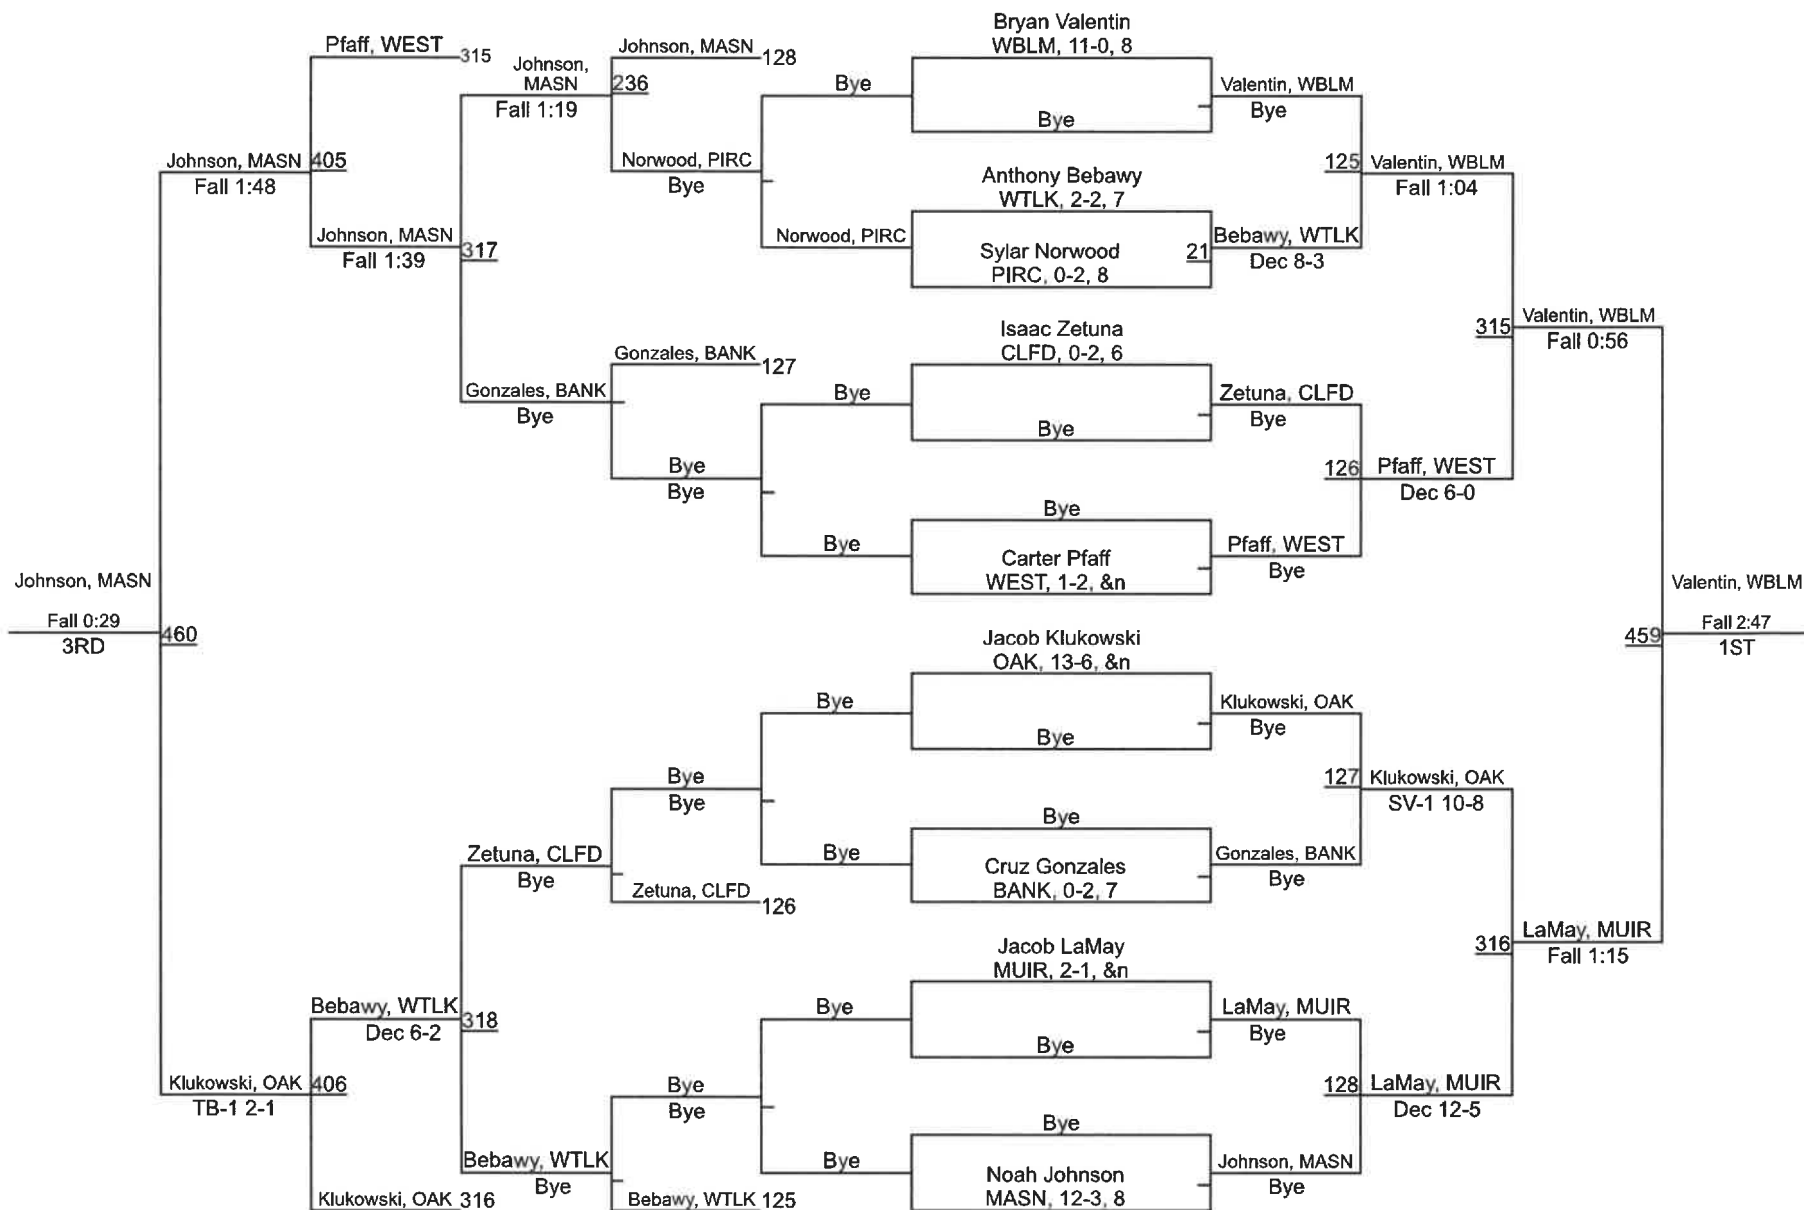 Pfaff, WEST
315
Johnson,
MASN
Fall 1:19
Johnson, MASN
128
236
Norwood, PIRC
Bye
Johnson, MASN
405
Fall 1:48
Johnson, MASN
317
Fall 1:39
Gonzales, BANK
127
Gonzales, BANK
Bye
Bye
Bye
Johnson, MASN
Fall 0:29
3RD
460
Bye
Bye
Zetuna, CLFD
Bye
Zetuna, CLFD
126
Bebawy, WTLK
318
Dec 6-2
Klukowski, OAK
406
TB-1 2-1
Bye
Bye
Bebawy, WTLK
Bye
Klukowski, OAK
316
Bebawy, WTLK
125
Bye
Norwood, PIRC
Bye
Bye
Bye
Bye
Bye
Bye
Bryan Valentin
WBLM, 11-0, 8
Bye
Anthony Bebawy
WTLK, 2-2, 7
Sylar Norwood
PIRC, 0-2, 8
21
Isaac Zetuna
CLFD, 0-2, 6
Bye
Bye
Carter Pfaff
WEST, 1-2, &n
Jacob Klukowski
OAK, 13-6, &n
Bye
Bye
Cruz Gonzales
BANK, 0-2, 7
Jacob LaMay
MUIR, 2-1, &n
Bye
Bye
Noah Johnson
MASN, 12-3, 8
Valentin, WBLM
Bye
125
Valentin, WBLM
Fall 1:04
Bebawy, WTLK
Dec 8-3
315
Valentin, WBLM
Fall 0:56
Zetuna, CLFD
Bye
126
Pfaff, WEST
Dec 6-0
Pfaff, WEST
Bye
Valentin, WBLM
459
Fall 2:47
1ST
Klukowski, OAK
Bye
127
Klukowski, OAK
SV-1 10-8
Gonzales, BANK
Bye
316
LaMay, MUIR
Fall 1:15
LaMay, MUIR
Bye
128
LaMay, MUIR
Dec 12-5
Johnson, MASN
Bye